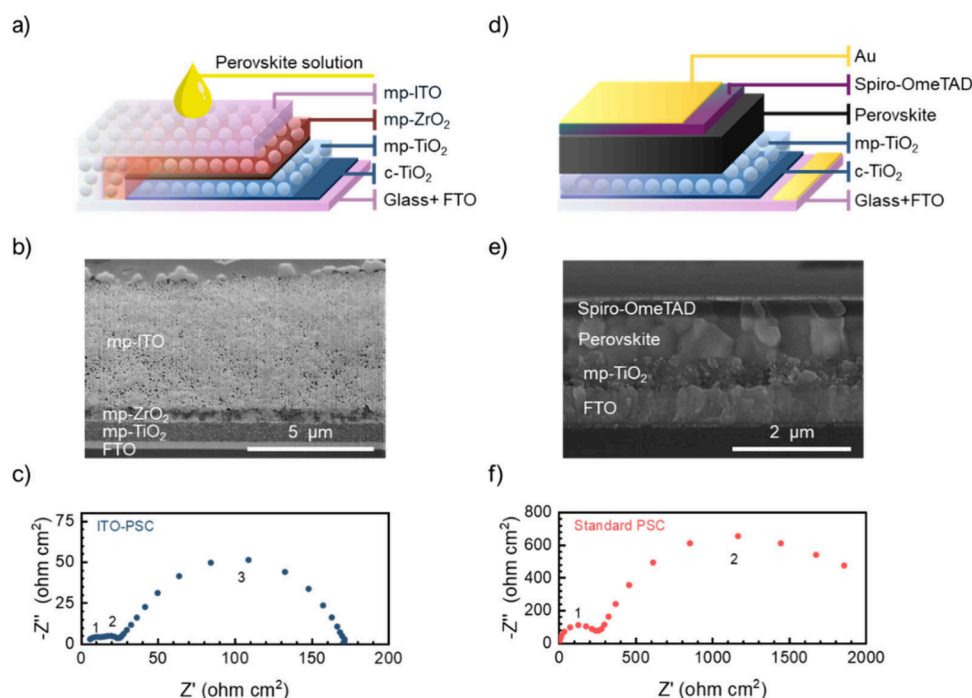 a)
Perovskite solution
mp-ITO
mp-ZrO₂
mp-TiO₂
c-TiO₂
Glass+ FTO
d)
Au
Spiro-OmeTAD
Perovskite
mp-TiO₂
c-TiO₂
Glass+FTO
b)
mp-ITO
mp-ZrO₂
mp-TiO₂
FTO
5 μm
e)
Spiro-OmeTAD
Perovskite
mp-TiO₂
FTO
2 μm
c)
ITO-PSC
-Z'' (ohm cm2)
75
50
25
0
1 2
3
0 50 100 150 200
Z' (ohm cm2)
f)
Standard PSC
-Z'' (ohm cm2)
800
600
400
200
0
1
2
0 500 1000 1500 2000
Z' (ohm cm2)